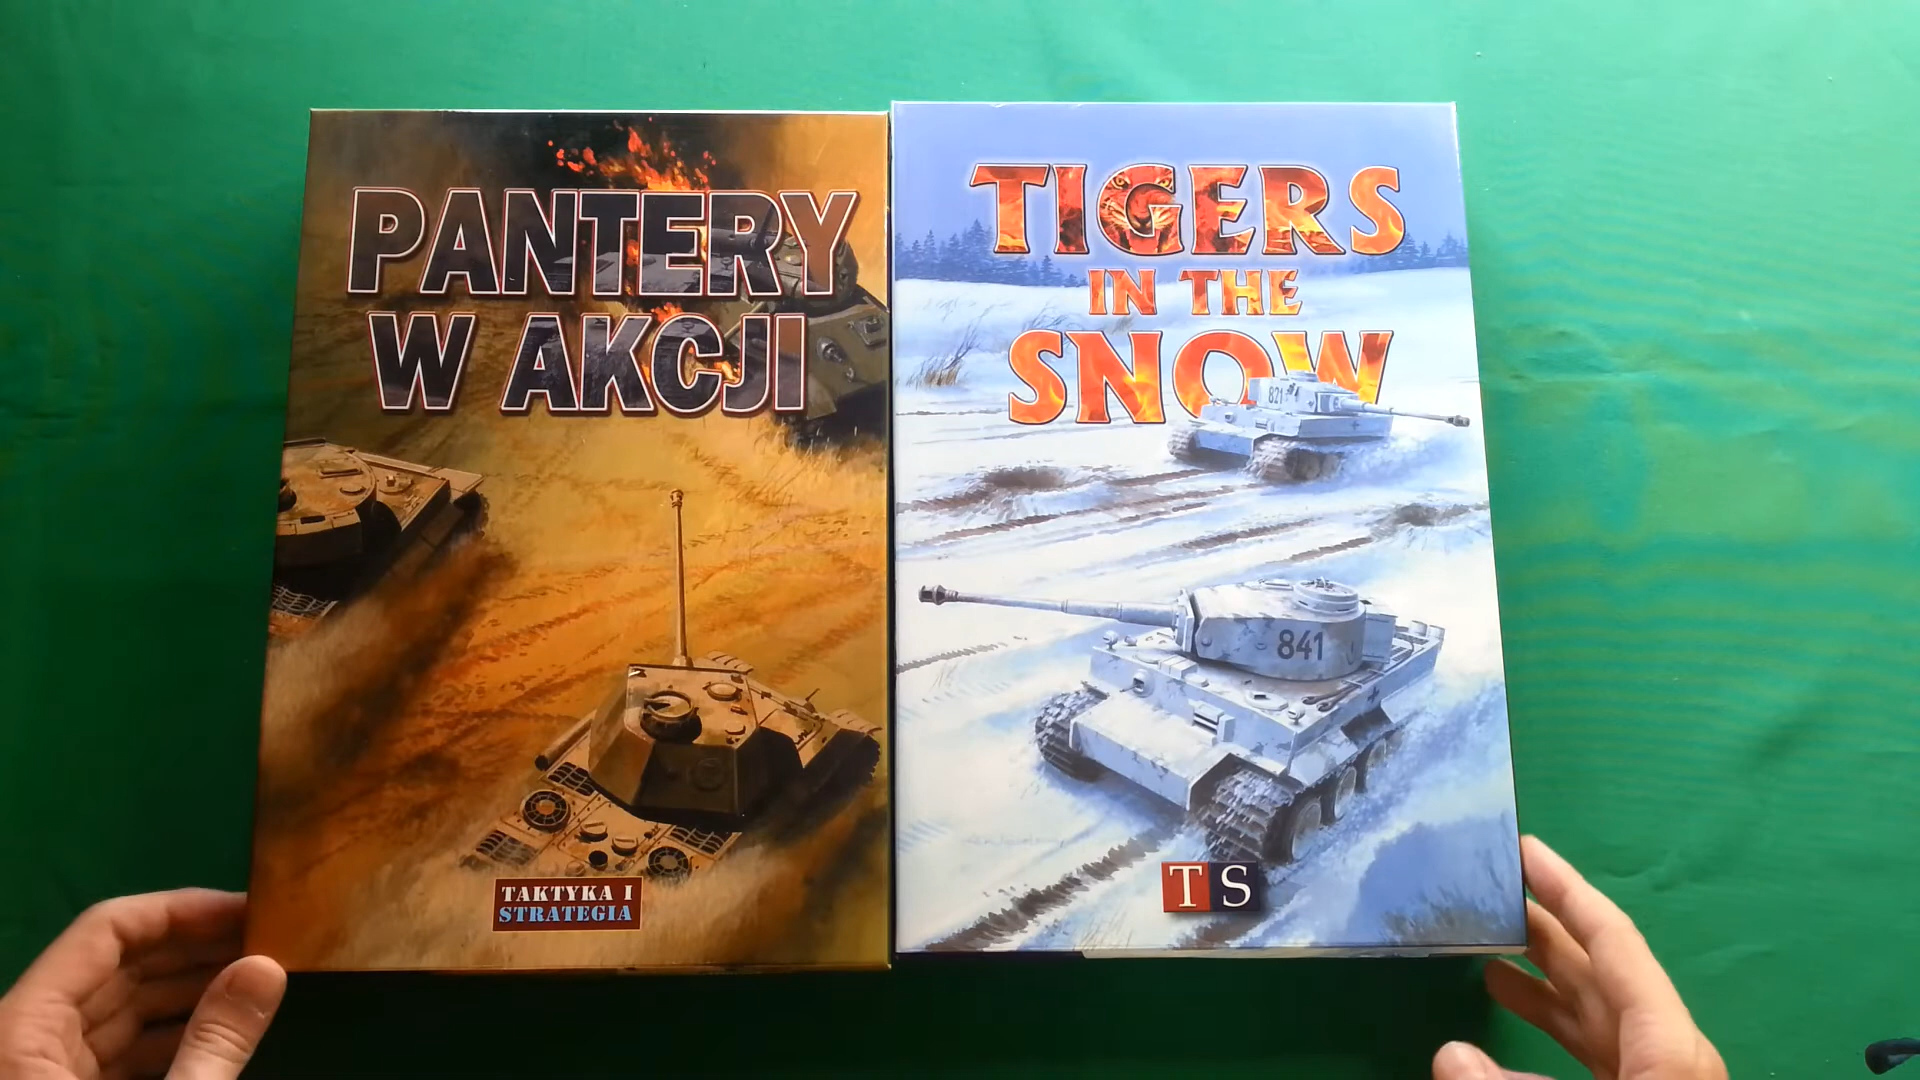 PANTERY
W AKCJI
TAKTYKA I
STRATEGIA
TIGERS
IN THE
SNOW
821
841
TS